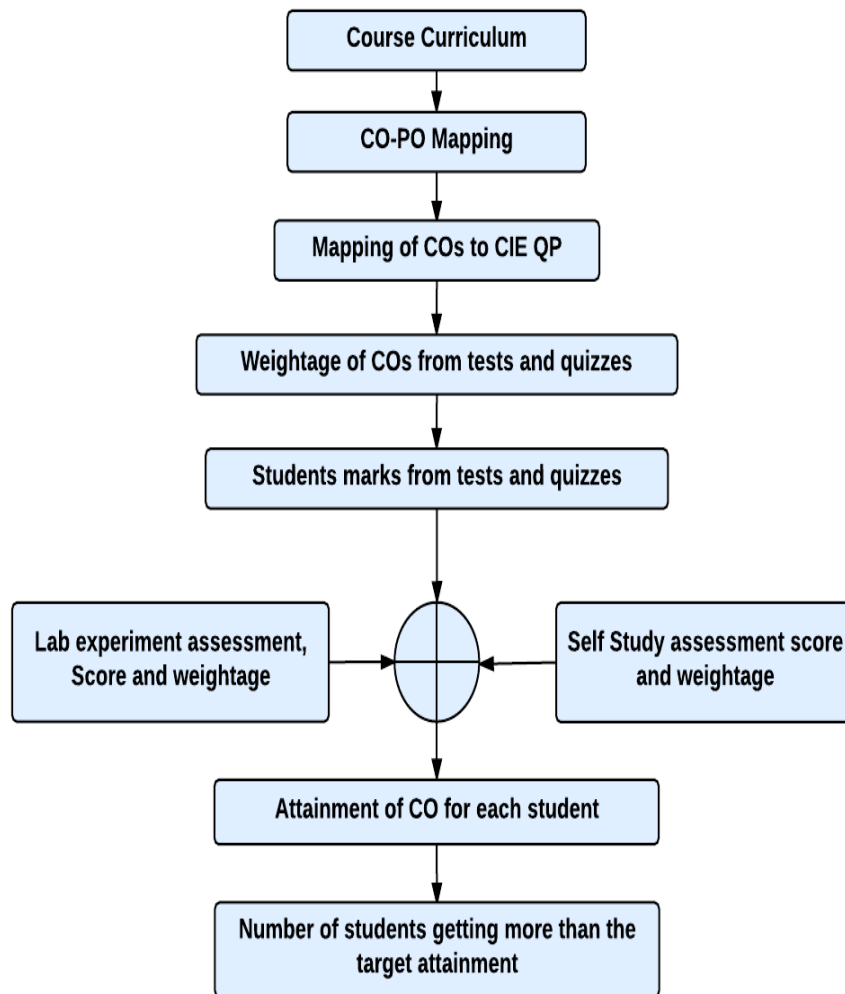 Course Curriculum
CO-PO Mapping
Mapping of COs to CIE QP
Weightage of COs from tests and quizzes
Students marks from tests and quizzes
Lab experiment assessment,
Score and weightage
Self Study assessment score
and weightage
Attainment of CO for each student
Number of students getting more than the
target attainment